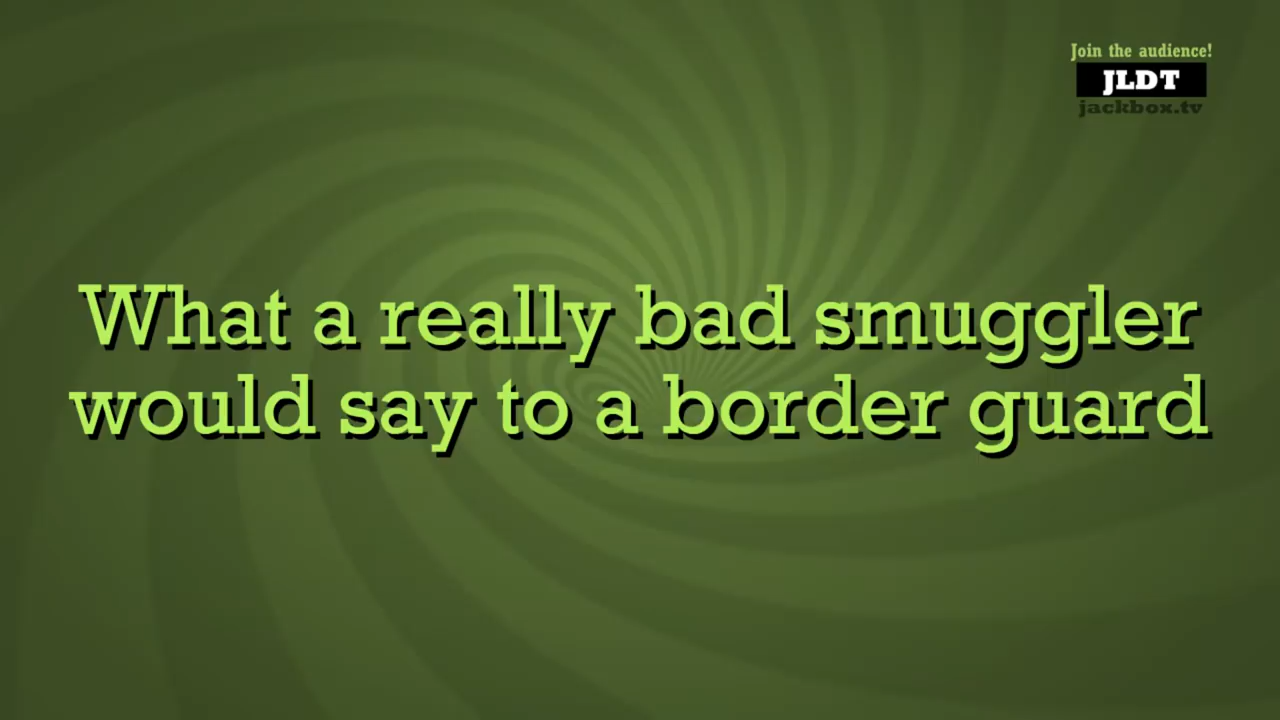 Join the audience!
JLDT
jackbox.tv
What a really bad smuggler
would say to a border guard